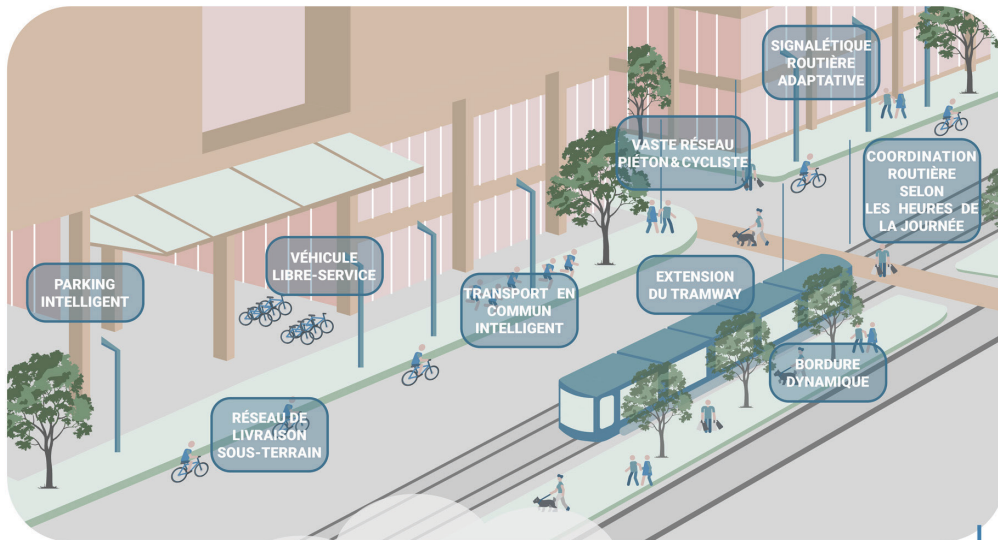 SIGNALÉTIQUE
ROUTIÈRE
ADAPTATIVE
VASTE RÉSEAU
PIÉTON & CYCLISTE
COORDINATION
ROUTIÈRE
SELON
LES HEURES DE
LA JOURNÉE
PARKING
INTELLIGENT
VÉHICULE
LIBRE-SERVICE
TRANSPORT EN
COMMUN
INTELLIGENT
EXTENSION
DU TRAMWAY
BORDURE
DYNAMIQUE
RÉSEAU DE
LIVRAISON
SOUS-TERRAIN